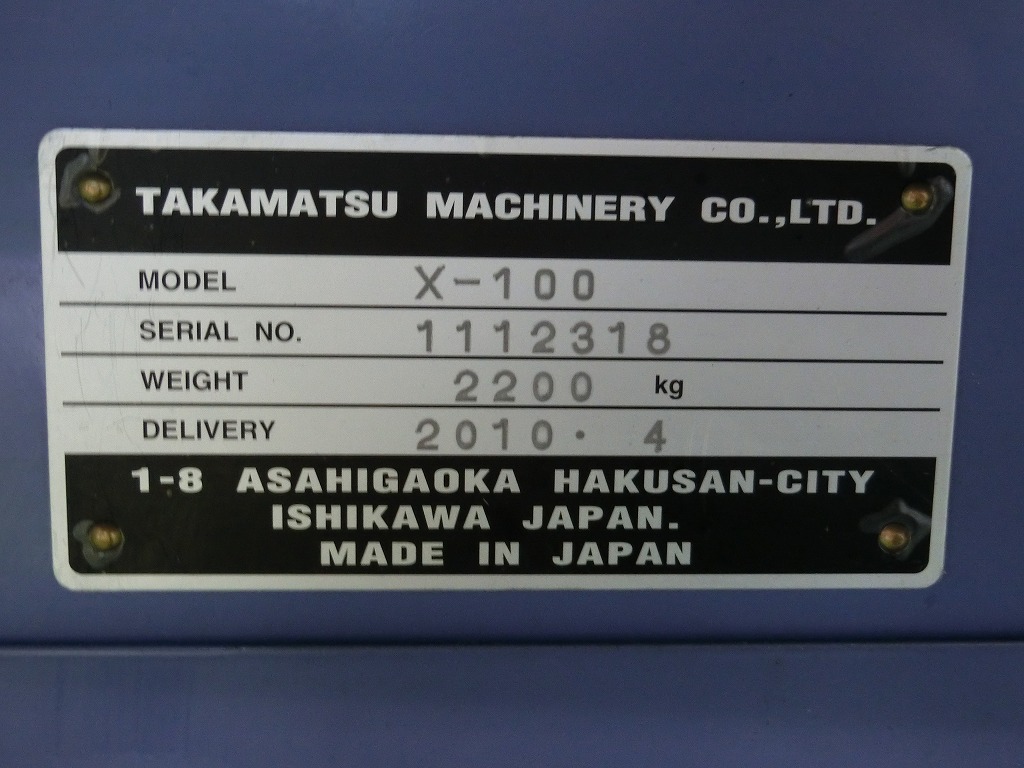 TAKAMATSU MACHINERY CO.,LTD.
MODEL X-100
SERIAL NO. 1112318
WEIGHT 2200 kg
DELIVERY 2010· 4
1-8 ASAHIGAOKA HAKUSAN-CITY
ISHIKAWA JAPAN.
MADE IN JAPAN